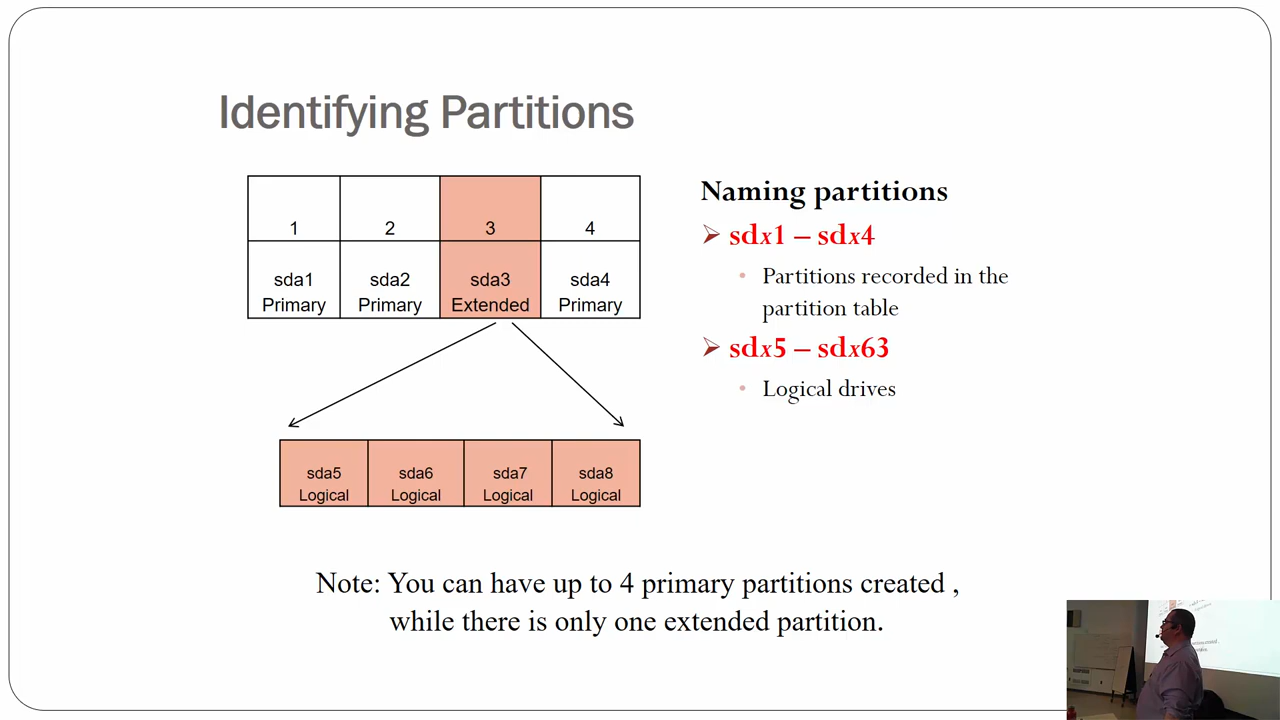 Identifying Partitions
1 2 3 4
sda1 sda2 sda3 sda4
Primary Primary Extended Primary
sda5 sda6 sda7 sda8
Logical Logical Logical Logical
Naming partitions
sdx1 – sdx4
Partitions recorded in the
partition table
sdx5 – sdx63
Logical drives
Note: You can have up to 4 primary partitions created ,
while there is only one extended partition.